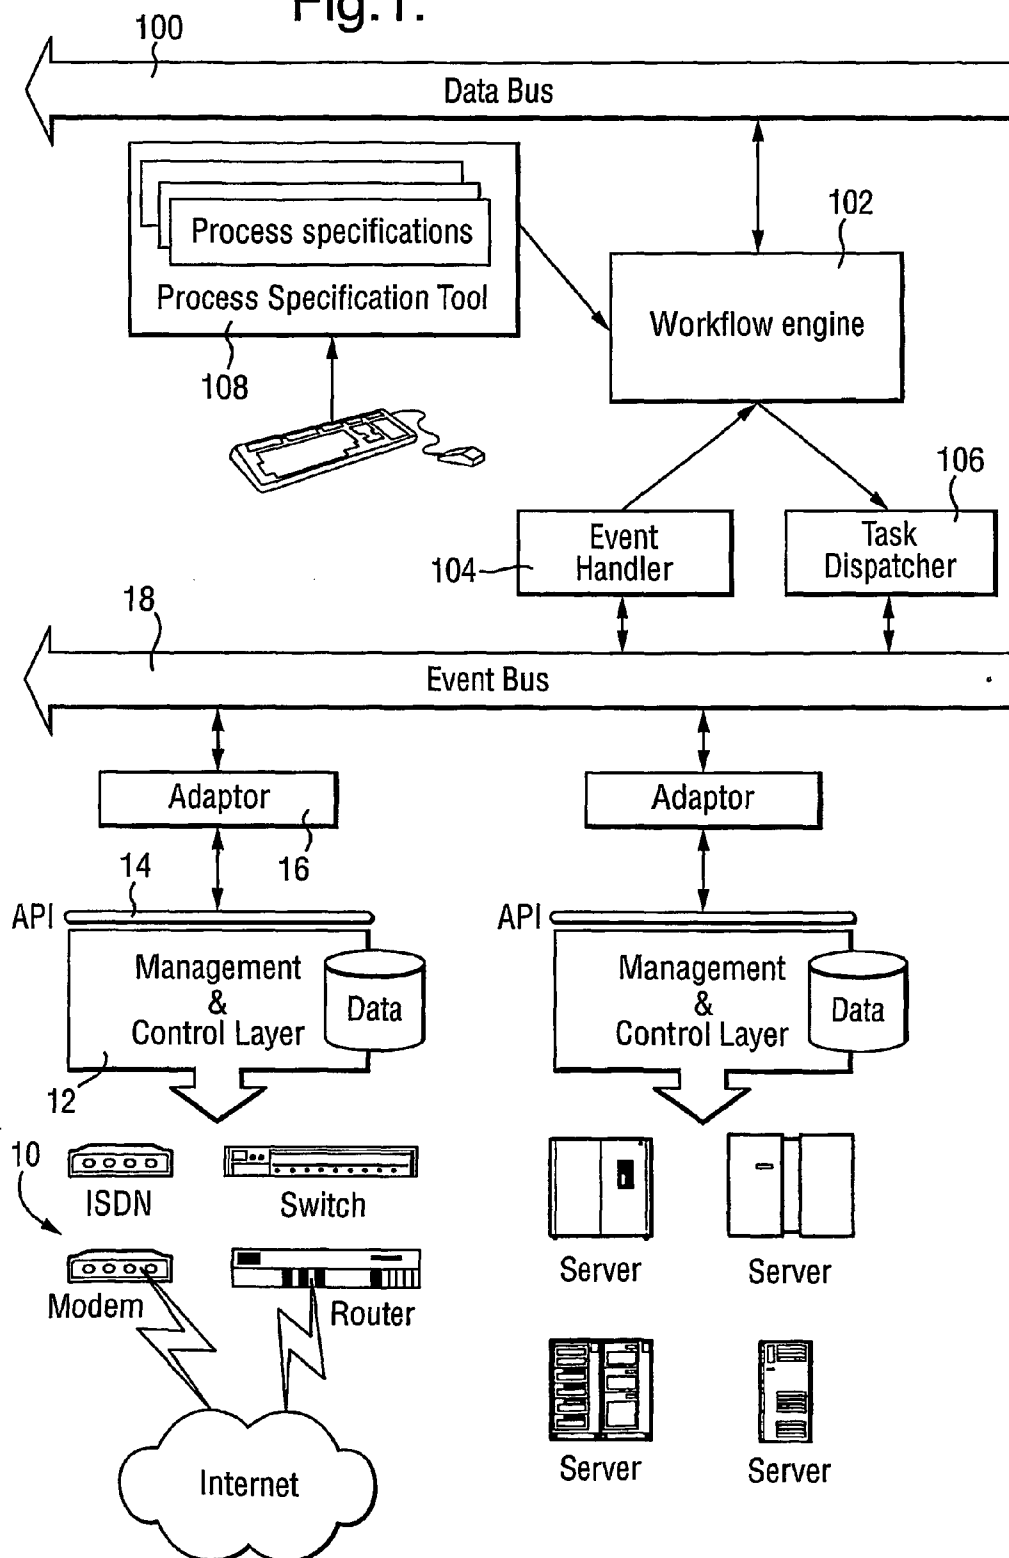 Fig.1.
100
Data Bus
Process specifications
Process Specification Tool
108
102
Workflow engine
106
104
Event
Handler
Task
Dispatcher
18
Event Bus
Adaptor
16
Adaptor
14
API
API
Management
&
Control Layer
Data
12
Management
&
Control Layer
Data
10
ISDN
Switch
Modem
Router
Internet
Server
Server
Server
Server